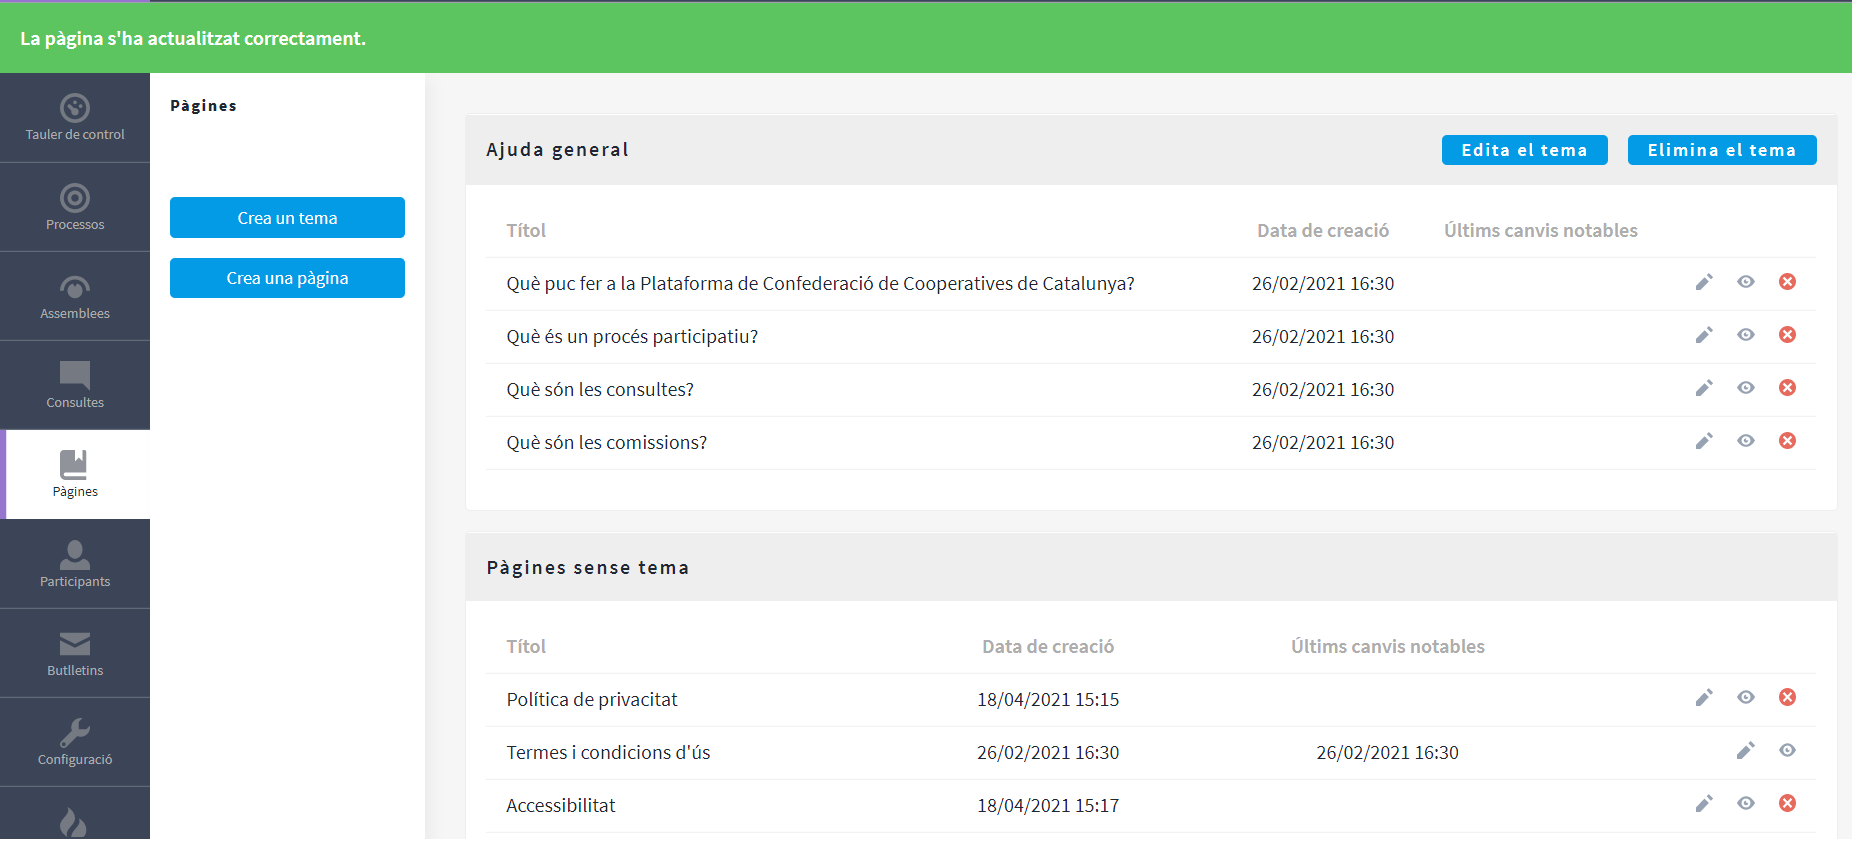 La pàgina s'ha actualitzat correctament.
Tauler de control
Processos
Assemblees
Consultes
Pàgines
Participants
Butlletins
Configuració
Pàgines
Crea un tema
Crea una pàgina
Ajuda general
Edita el tema
Elimina el tema
Títol Data de creació Últims canvis notables
Què puc fer a la Plataforma de Confederació de Cooperatives de Catalunya? 26/02/2021 16:30
Què és un procés participatiu? 26/02/2021 16:30
Què són les consultes? 26/02/2021 16:30
Què són les comissions? 26/02/2021 16:30
Pàgines sense tema
Títol Data de creació Últims canvis notables
Política de privacitat 18/04/2021 15:15
Termes i condicions d'ús 26/02/2021 16:30 26/02/2021 16:30
Accessibilitat 18/04/2021 15:17